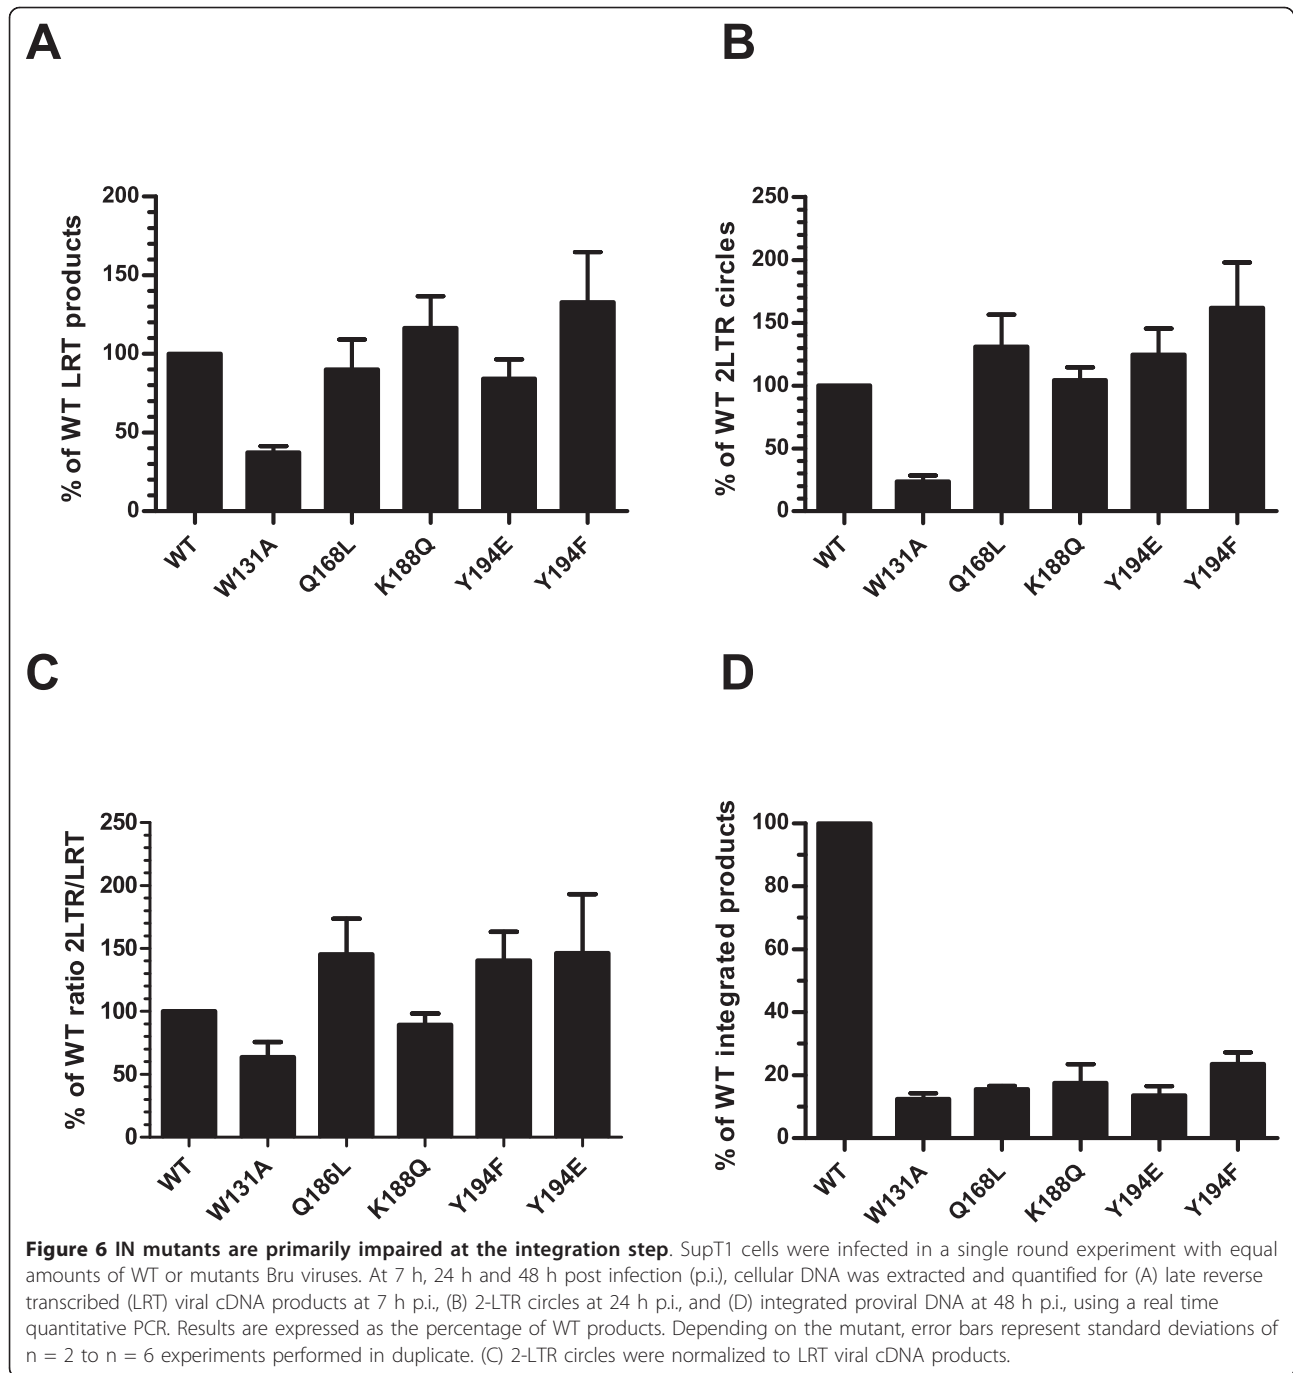 A
% of WT LRT products
200
150
100
50
0
WT
W131A
Q168L
K188Q
Y194E
Y194F
B
% of WT 2LTR circles
250
200
150
100
50
0
WT
W131A
Q168L
K188Q
Y194E
Y194F
C
% of WT ratio 2LTR/LRT
250
200
150
100
50
0
WT
W131A
Q186L
K188Q
Y194F
Y194E
D
% of WT integrated products
100
80
60
40
20
0
WT
W131A
Q168L
K188Q
Y194E
Y194F
Figure 6 IN mutants are primarily impaired at the integration step. SupT1 cells were infected in a single round experiment with equal
amounts of WT or mutants Bru viruses. At 7 h, 24 h and 48 h post infection (p.i.), cellular DNA was extracted and quantified for (A) late reverse
transcribed (LRT) viral cDNA products at 7 h p.i., (B) 2-LTR circles at 24 h p.i., and (D) integrated proviral DNA at 48 h p.i., using a real time
quantitative PCR. Results are expressed as the percentage of WT products. Depending on the mutant, error bars represent standard deviations of
n = 2 to n = 6 experiments performed in duplicate. (C) 2-LTR circles were normalized to LRT viral cDNA products.